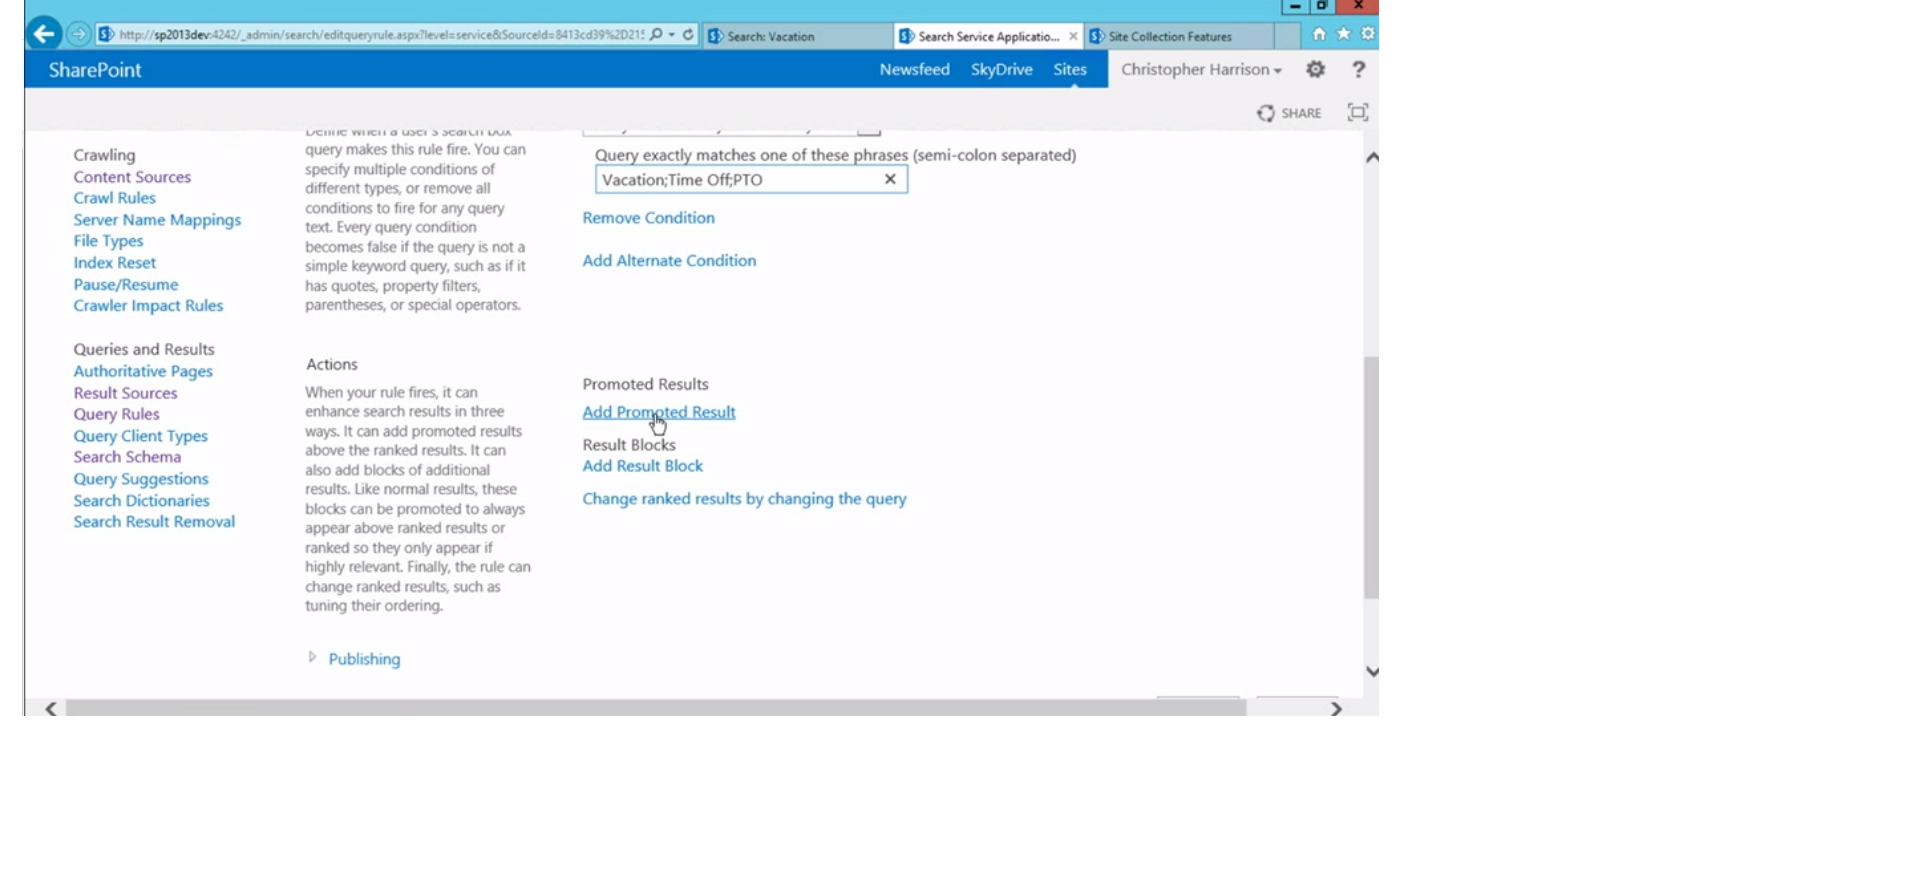 http://sp2013dev:4242/_admin/search/editqueryrule.aspx?level=service&SourceId=8413cd39%2D21
Search: Vacation
Search Service Applicatio...
Site Collection Features
SharePoint
Newsfeed
SkyDrive
Sites
Christopher Harrison
?
SHARE
Crawling
Content Sources
Crawl Rules
Server Name Mappings
File Types
Index Reset
Pause/Resume
Crawler Impact Rules
Queries and Results
Authoritative Pages
Result Sources
Query Rules
Query Client Types
Search Schema
Query Suggestions
Search Dictionaries
Search Result Removal
Define when a user's search box
query makes this rule fire. You can
specify multiple conditions of
different types, or remove all
conditions to fire for any query
text. Every query condition
becomes false if the query is not a
simple keyword query, such as if it
has quotes, property filters,
parentheses, or special operators.
Query exactly matches one of these phrases (semi-colon separated)
Vacation;Time Off;PTO
Remove Condition
Add Alternate Condition
Actions
When your rule fires, it can
enhance search results in three
ways. It can add promoted results
above the ranked results. It can
also add blocks of additional
results. Like normal results, these
blocks can be promoted to always
appear above ranked results or
ranked so they only appear if
highly relevant. Finally, the rule can
change ranked results, such as
tuning their ordering.
Promoted Results
Add Promoted Result
Result Blocks
Add Result Block
Change ranked results by changing the query
Publishing